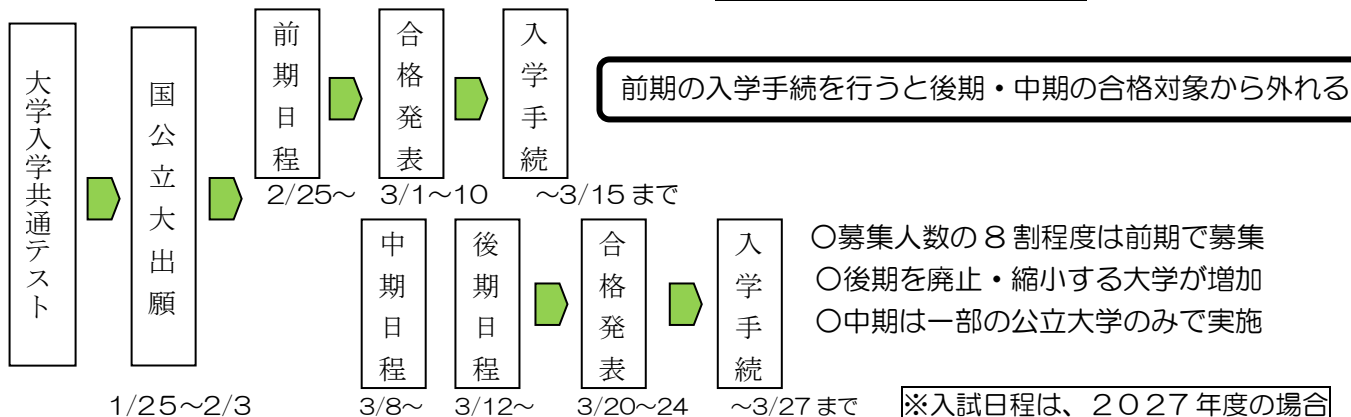 大学入学共通テスト
国公立大出願
1/25~2/3
前期日程
2/25~
合格発表
3/1~10
入学手続
~3/15まで
前期の入学手続を行うと後期・中期の合格対象から外れる
中期日程
3/8~
後期日程
3/12~
合格発表
3/20~24
入学手続
~3/27まで
○募集人数の8割程度は前期で募集
○後期を廃止・縮小する大学が増加
○中期は一部の公立大学のみで実施
※入試日程は、2027年度の場合